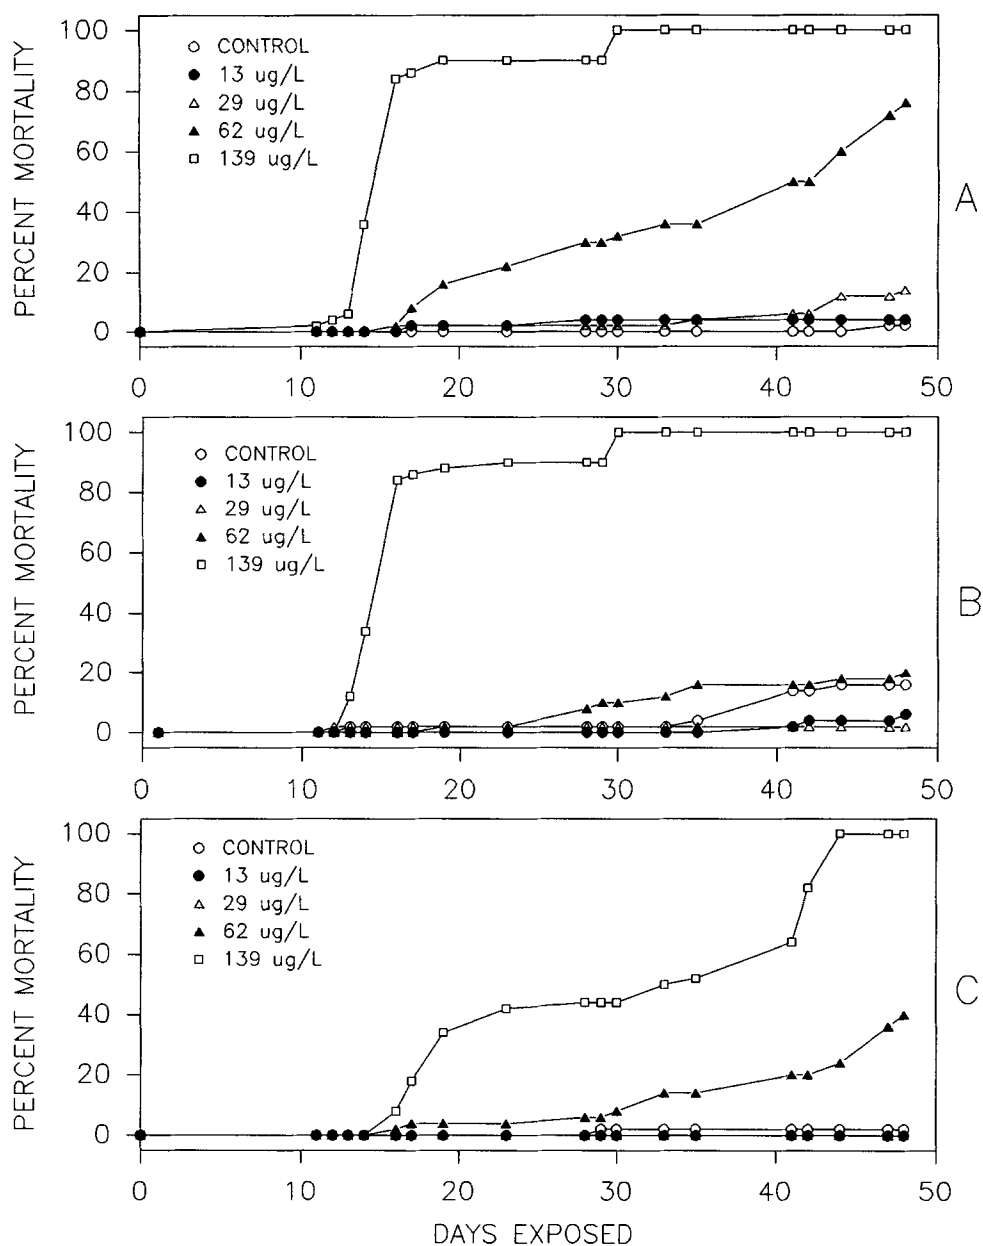 100
80
60
40
20
0
PERCENT MORTALITY
CONTROL
13 ug/L
29 ug/L
62 ug/L
139 ug/L
A
0 10 20 30 40 50
100
80
60
40
20
0
PERCENT MORTALITY
CONTROL
13 ug/L
29 ug/L
62 ug/L
139 ug/L
B
0 10 20 30 40 50
100
80
60
40
20
0
PERCENT MORTALITY
CONTROL
13 ug/L
29 ug/L
62 ug/L
139 ug/L
C
0 10 20 30 40 50
DAYS EXPOSED